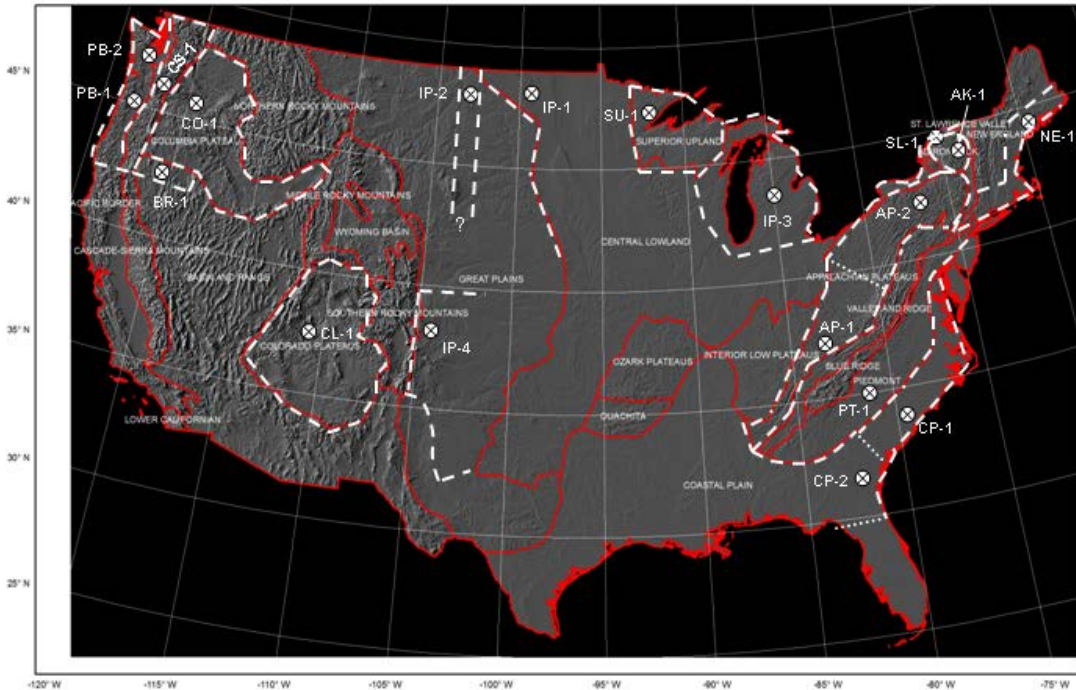 45° N
40° N
35° N
30° N
25° N
PB-2
PB-1
CS-1
CO-1
NORTHERN ROCKY MOUNTAINS
COLUMBIA PLATEAU
BR-1
PACIFIC BORDER
MIDDLE ROCKY MOUNTAINS
WYOMING BASIN
CASCADE-SIERRA MOUNTAINS
BASIN AND RANGE
SOUTHERN ROCKY MOUNTAINS
CL-1
COLORADO PLATEAUS
LOWER CALIFORNIAN
IP-2
IP-1
?
GREAT PLAINS
IP-4
SU-1
SUPERIOR UPLAND
IP-3
CENTRAL LOWLAND
OZARK PLATEAUS
OUACHITA
INTERIOR LOW PLATEAUS
COASTAL PLAIN
AK-1
ST. LAWRENCE VALLEY
NEW ENGLAND
NE-1
SL-1
AP-2
APPALACHIAN PLATEAUS
VALLEY AND RIDGE
AP-1
BLUE RIDGE
PIEDMONT
PT-1
CP-1
CP-2
-120° W
-115° W
-110° W
-105° W
-100° W
-95° W
-90° W
-85° W
-80° W
-75° W